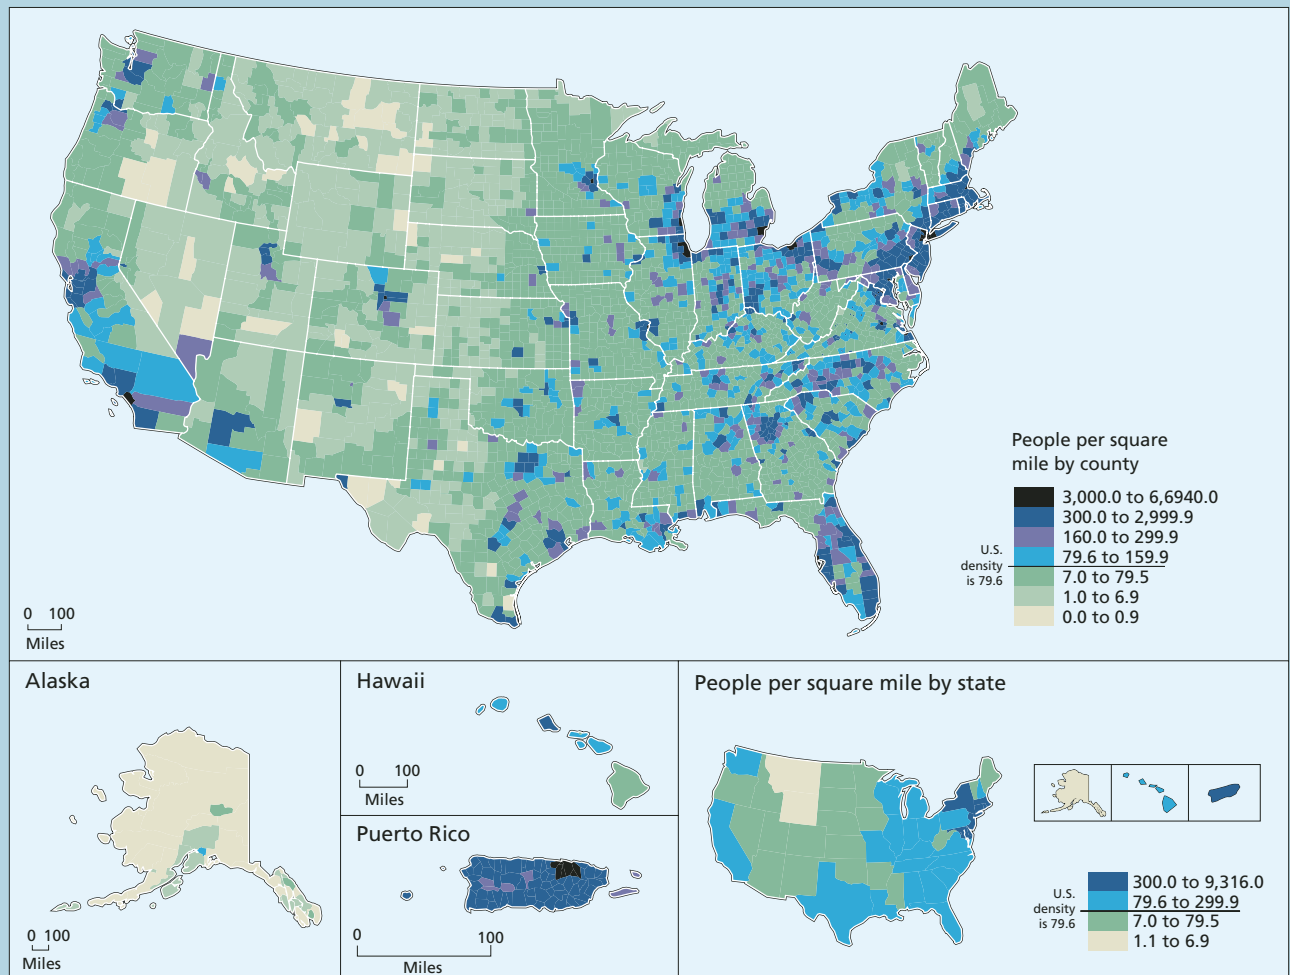 People per square
mile by county
3,000.0 to 6,6940.0
300.0 to 2,999.9
160.0 to 299.9
79.6 to 159.9
U.S.
density
is 79.6
7.0 to 79.5
1.0 to 6.9
0.0 to 0.9
0 100
Miles
Alaska
0 100
Miles
Hawaii
0 100
Miles
Puerto Rico
0 100
Miles
People per square mile by state
300.0 to 9,316.0
79.6 to 299.9
U.S.
density
is 79.6
7.0 to 79.5
1.1 to 6.9